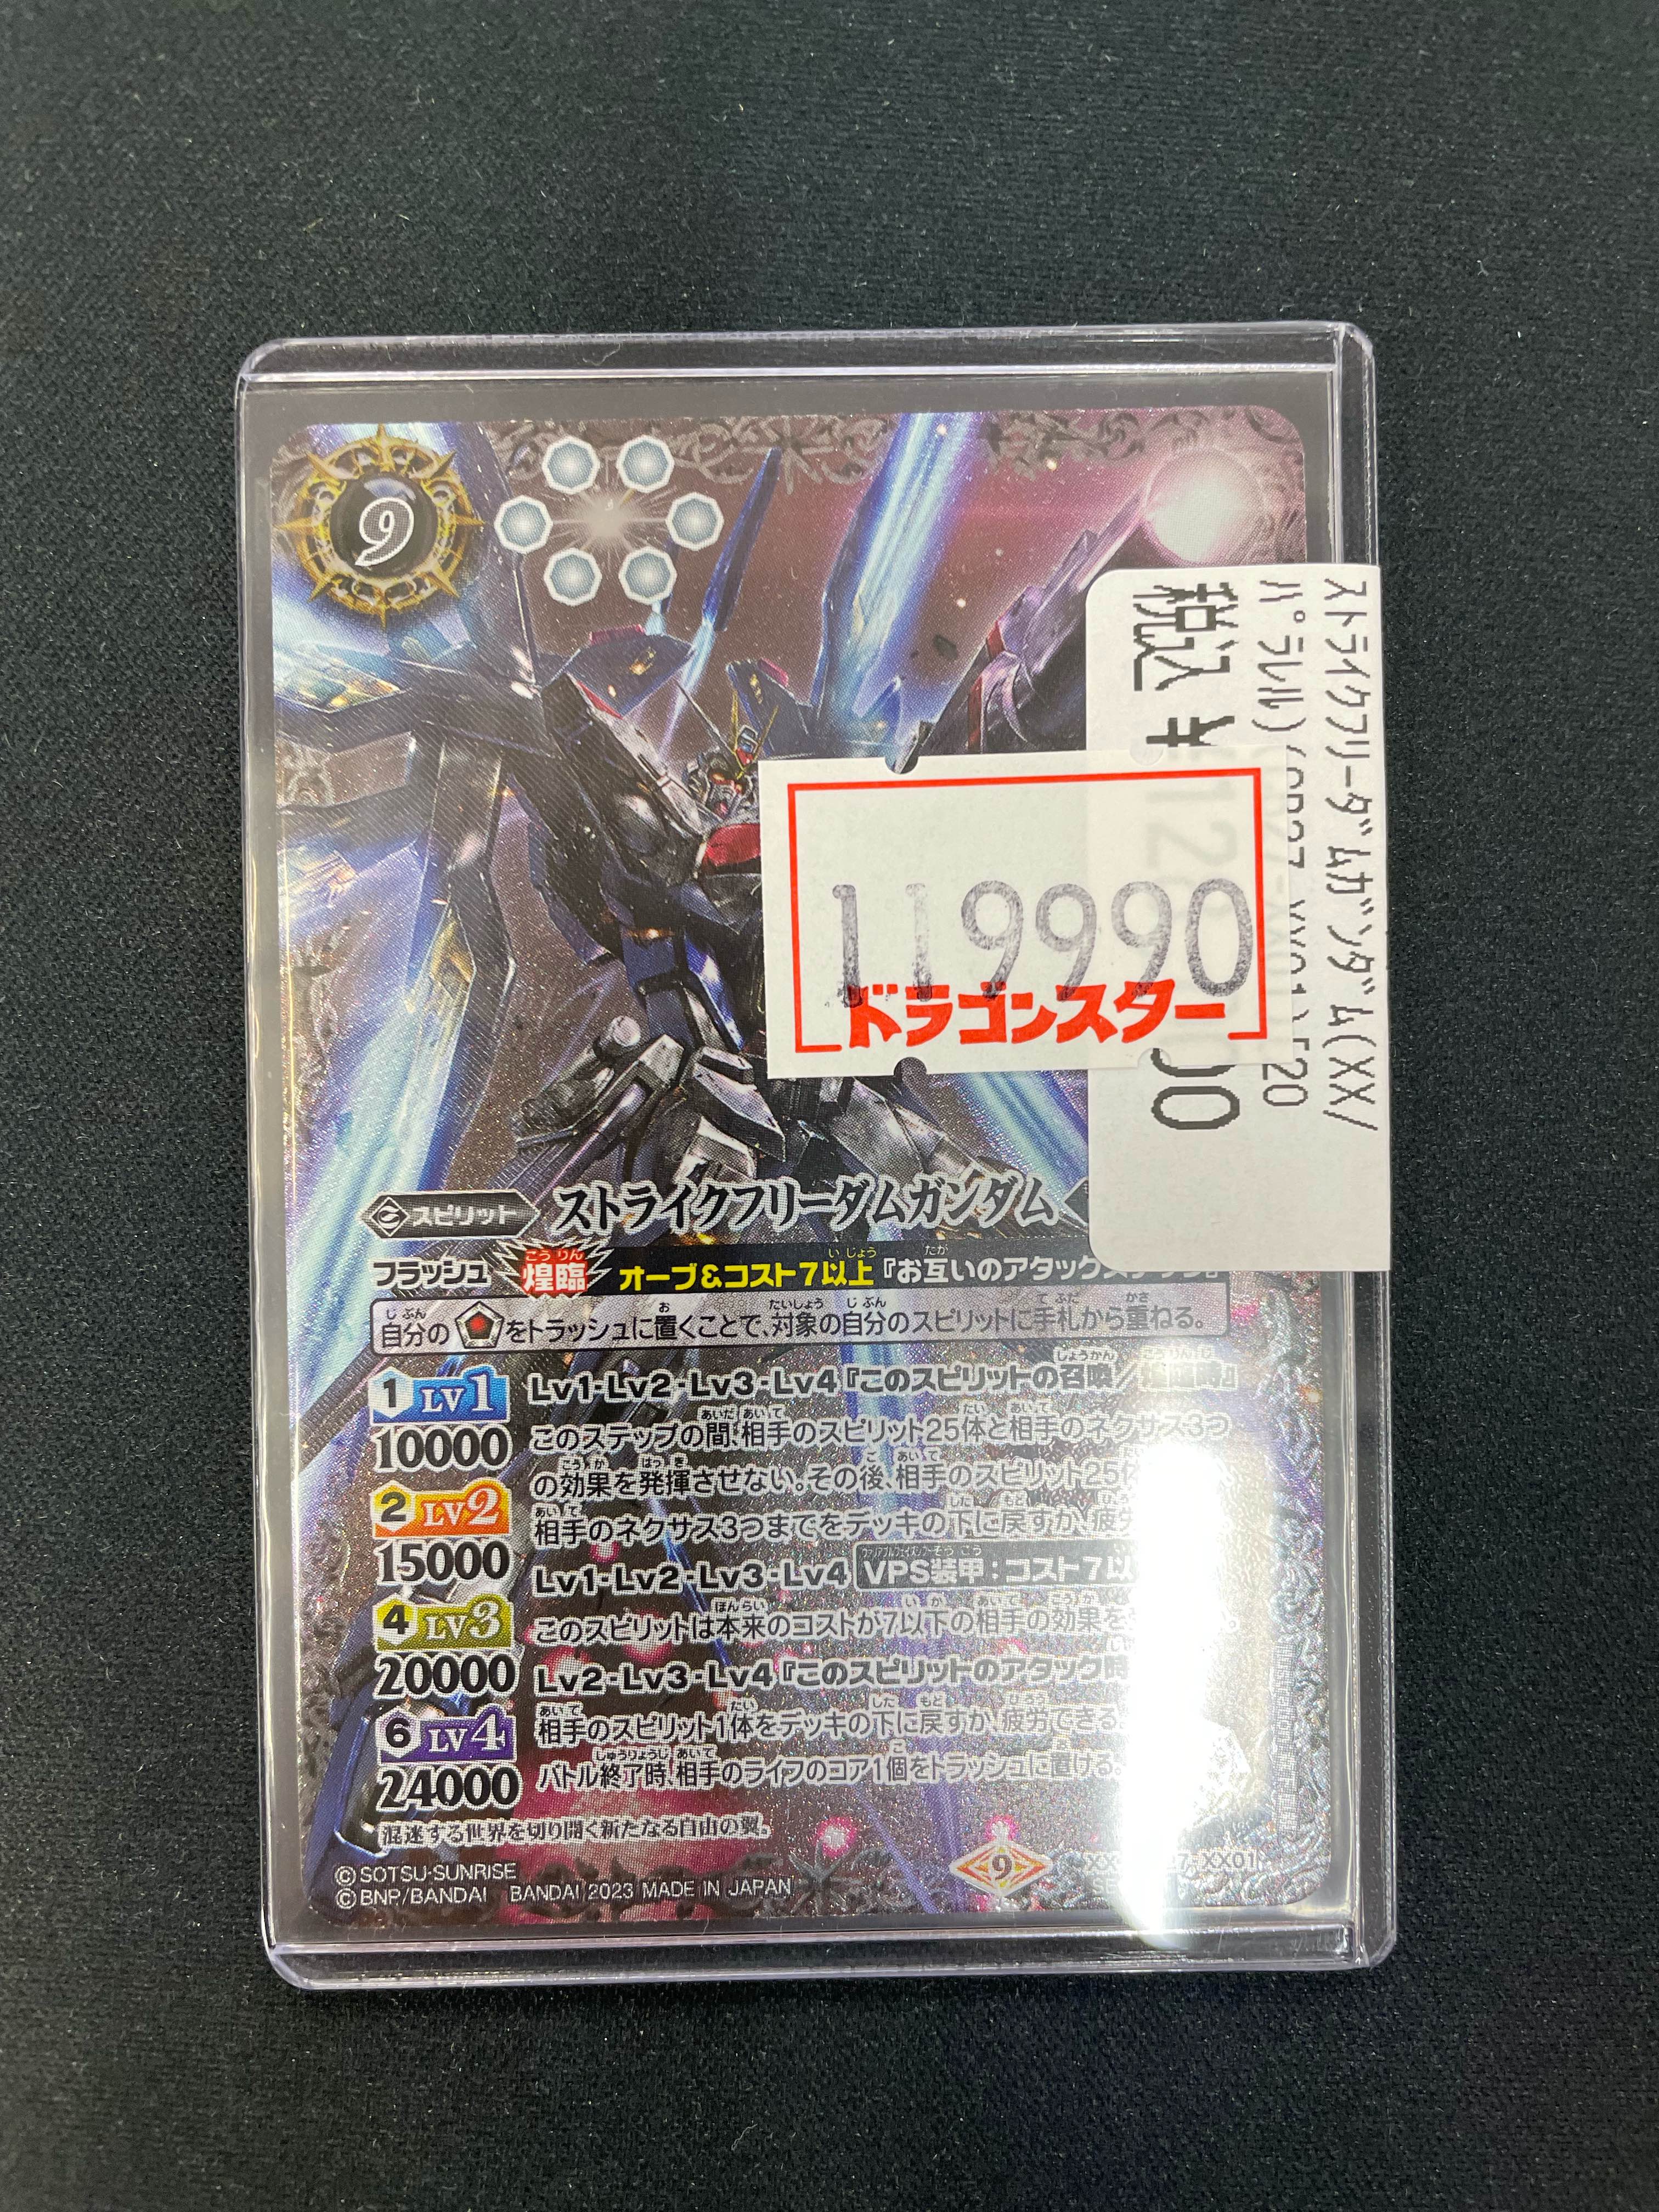 9
ストライクフリーダムガンダム(XX/
パラレル)
F20
税込 ¥12
00
119990
ドラゴンスター
スピリット
ストライクフリーダムガンダム
フラッシュ 煌臨 オーブ&コスト7以上『お互いのアタックステップ』
自分の をトラッシュに置くことで、対象の自分のスピリットに手札から重ねる。
1 LV1
10000
2 LV2
15000
4 LV3
20000
6 LV4
24000
Lv1・Lv2・Lv3・Lv4『このスピリットの召喚/煌臨時』
このステップの間、相手のスピリット25体と相手のネクサス3つ
の効果を発揮させない。その後、相手のスピリット25体
相手のネクサス3つまでをデッキの下に戻すか、疲労
Lv1・Lv2・Lv3・Lv4 VPS装甲:コスト7以
このスピリットは本来のコストが7以下の相手の効果を
Lv2・Lv3・Lv4『このスピリットのアタック時
相手のスピリット1体をデッキの下に戻すか、疲労できる
バトル終了時、相手のライフのコア1個をトラッシュに置ける。
混迷する世界を切り開く新たなる自由の翼。
©SOTSU・SUNRISE
©BNP/BANDAI BANDAI 2023 MADE IN JAPAN
9
XX01